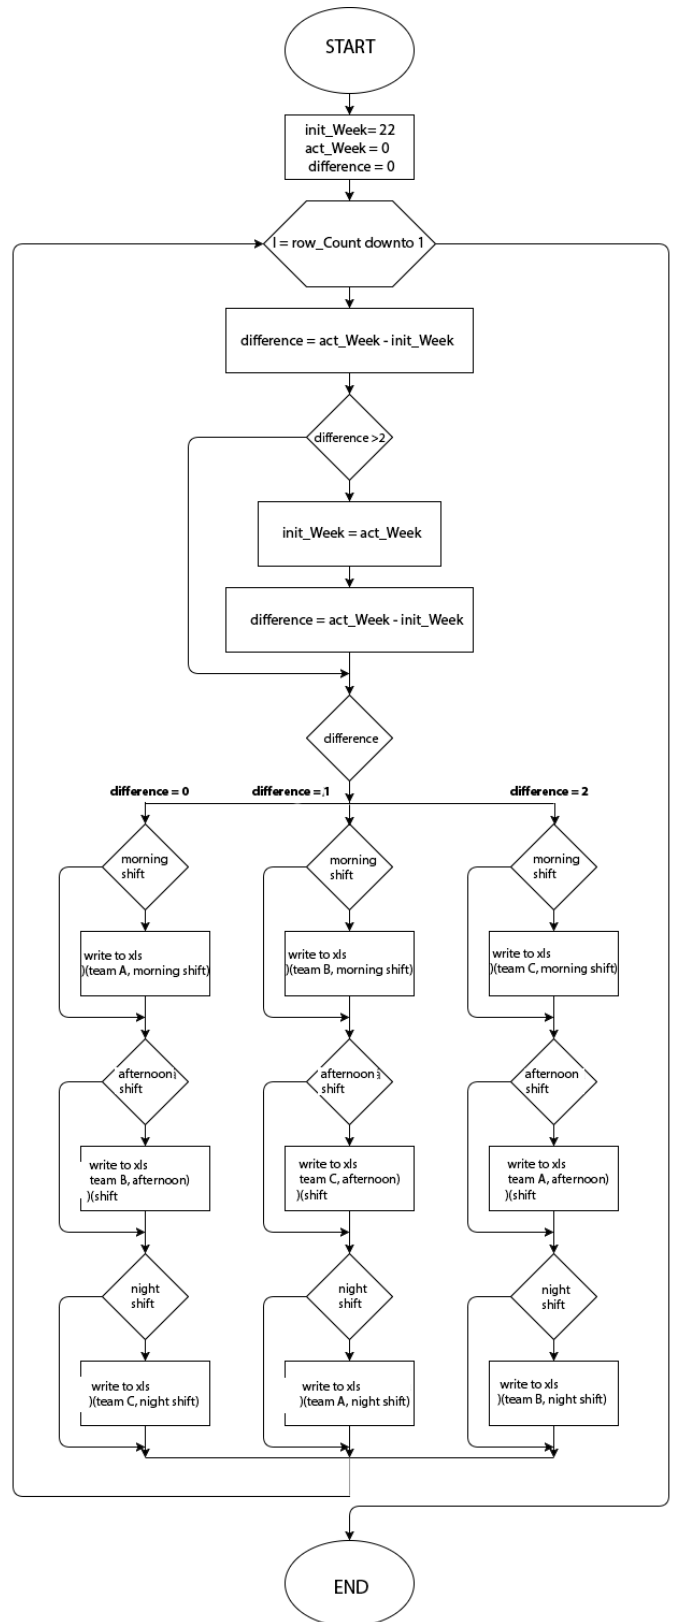 START
init_Week= 22
act_Week = 0
difference = 0
I = row_Count downto 1
difference = act_Week - init_Week
difference >2
init_Week = act_Week
difference = act_Week - init_Week
difference
difference = 0
difference = 1
difference = 2
morning
shift
morning
shift
morning
shift
write to xls
)(team A, morning shift)
write to xls
)(team B, morning shift)
write to xls
)(team C, morning shift)
afternoon
shift
afternoon
shift
afternoon
shift
write to xls
team B, afternoon)
)(shift
write to xls
team C, afternoon)
)(shift
write to xls
team A, afternoon)
)(shift
night
shift
night
shift
night
shift
write to xls
)(team C, night shift)
write to xls
)(team A, night shift)
write to xls
)(team B, night shift)
END